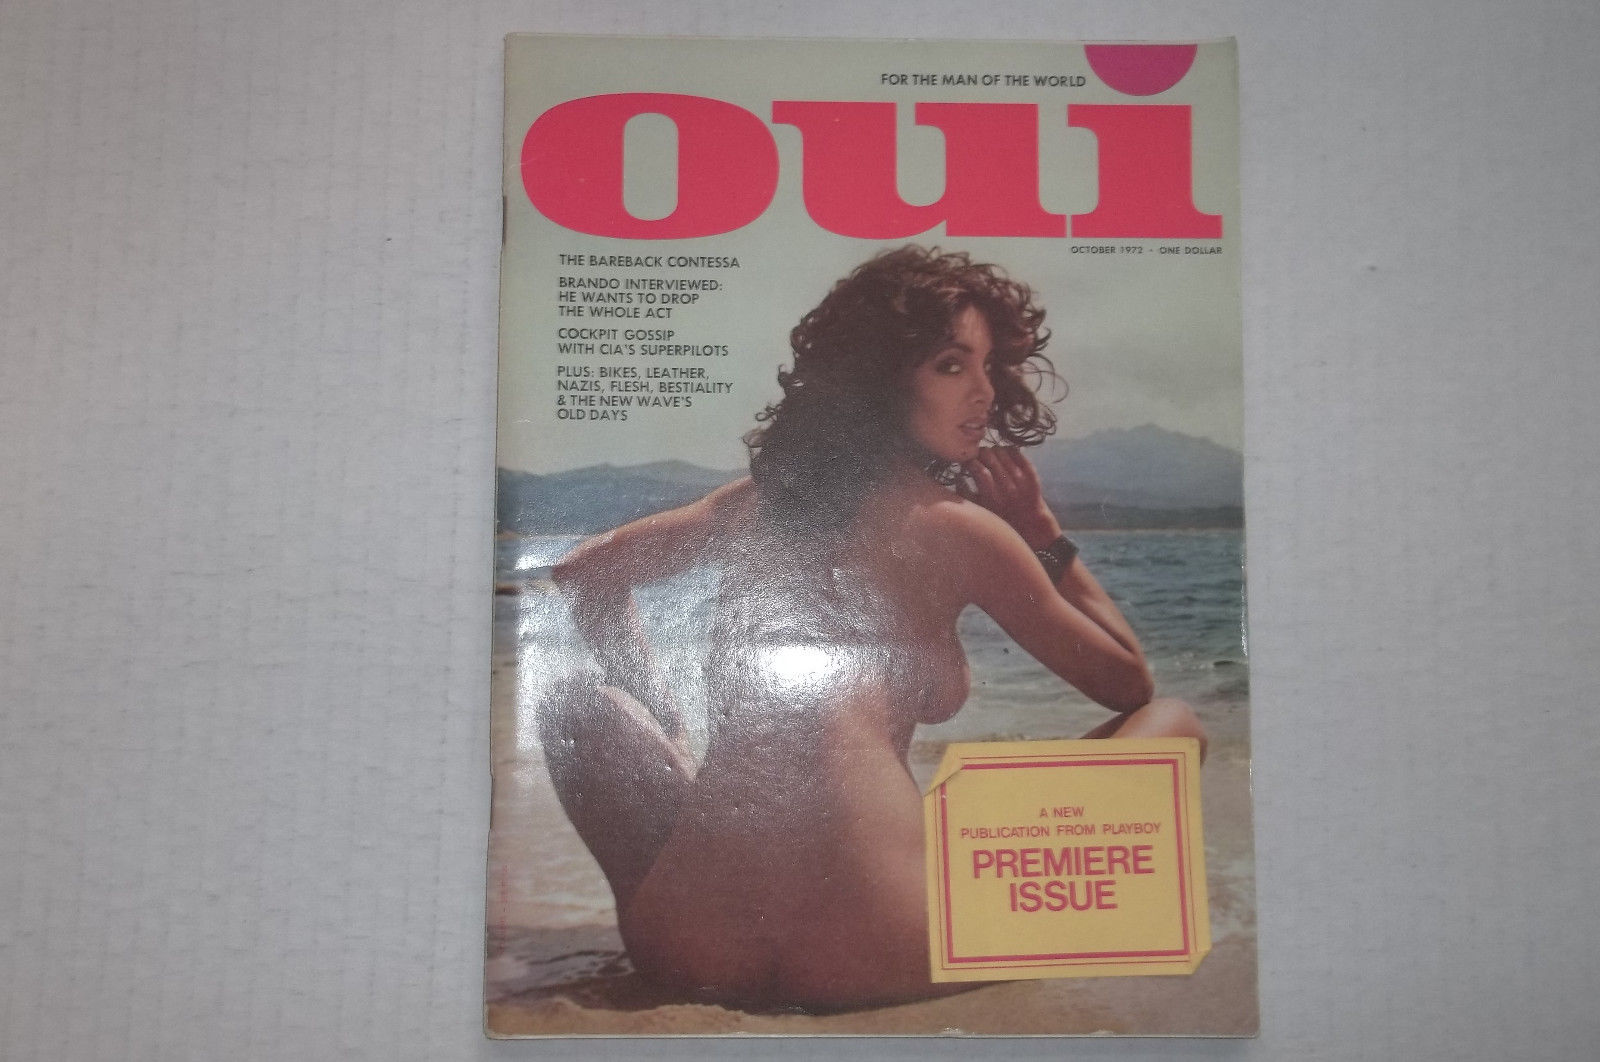 FOR THE MAN OF THE WORLD
oui
OCTOBER 1972 • ONE DOLLAR
THE BAREBACK CONTESSA
BRANDO INTERVIEWED:
HE WANTS TO DROP
THE WHOLE ACT
COCKPIT GOSSIP
WITH CIA'S SUPERPILOTS
PLUS: BIKES, LEATHER,
NAZIS, FLESH, BESTIALITY
& THE NEW WAVE'S
OLD DAYS
A NEW
PUBLICATION FROM PLAYBOY
PREMIERE
ISSUE